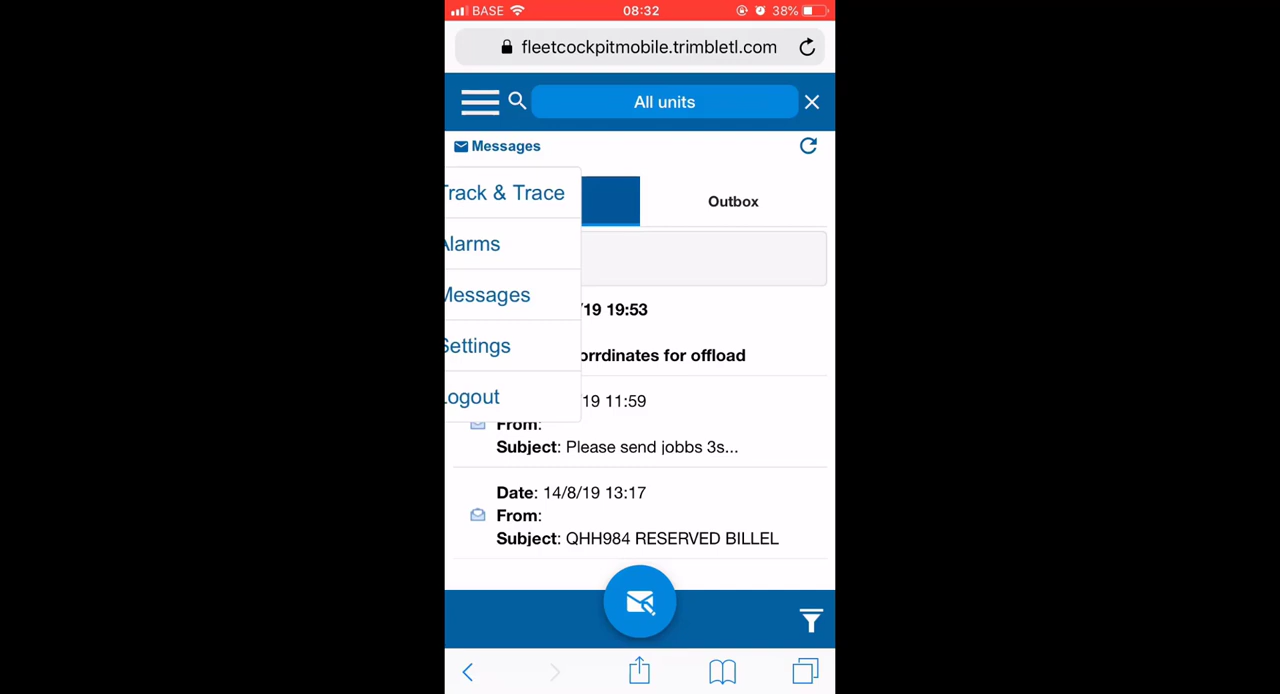 BASE 08:32 38%
fleetcockpitmobile.trimbletl.com
All units
Messages
Track & Trace
Outbox
Alarms
Messages
/19 19:53
Settings
orrdinates for offload
Logout
19 11:59
From:
Subject: Please send jobbs 3s...
Date: 14/8/19 13:17
From:
Subject: QHH984 RESERVED BILLEL